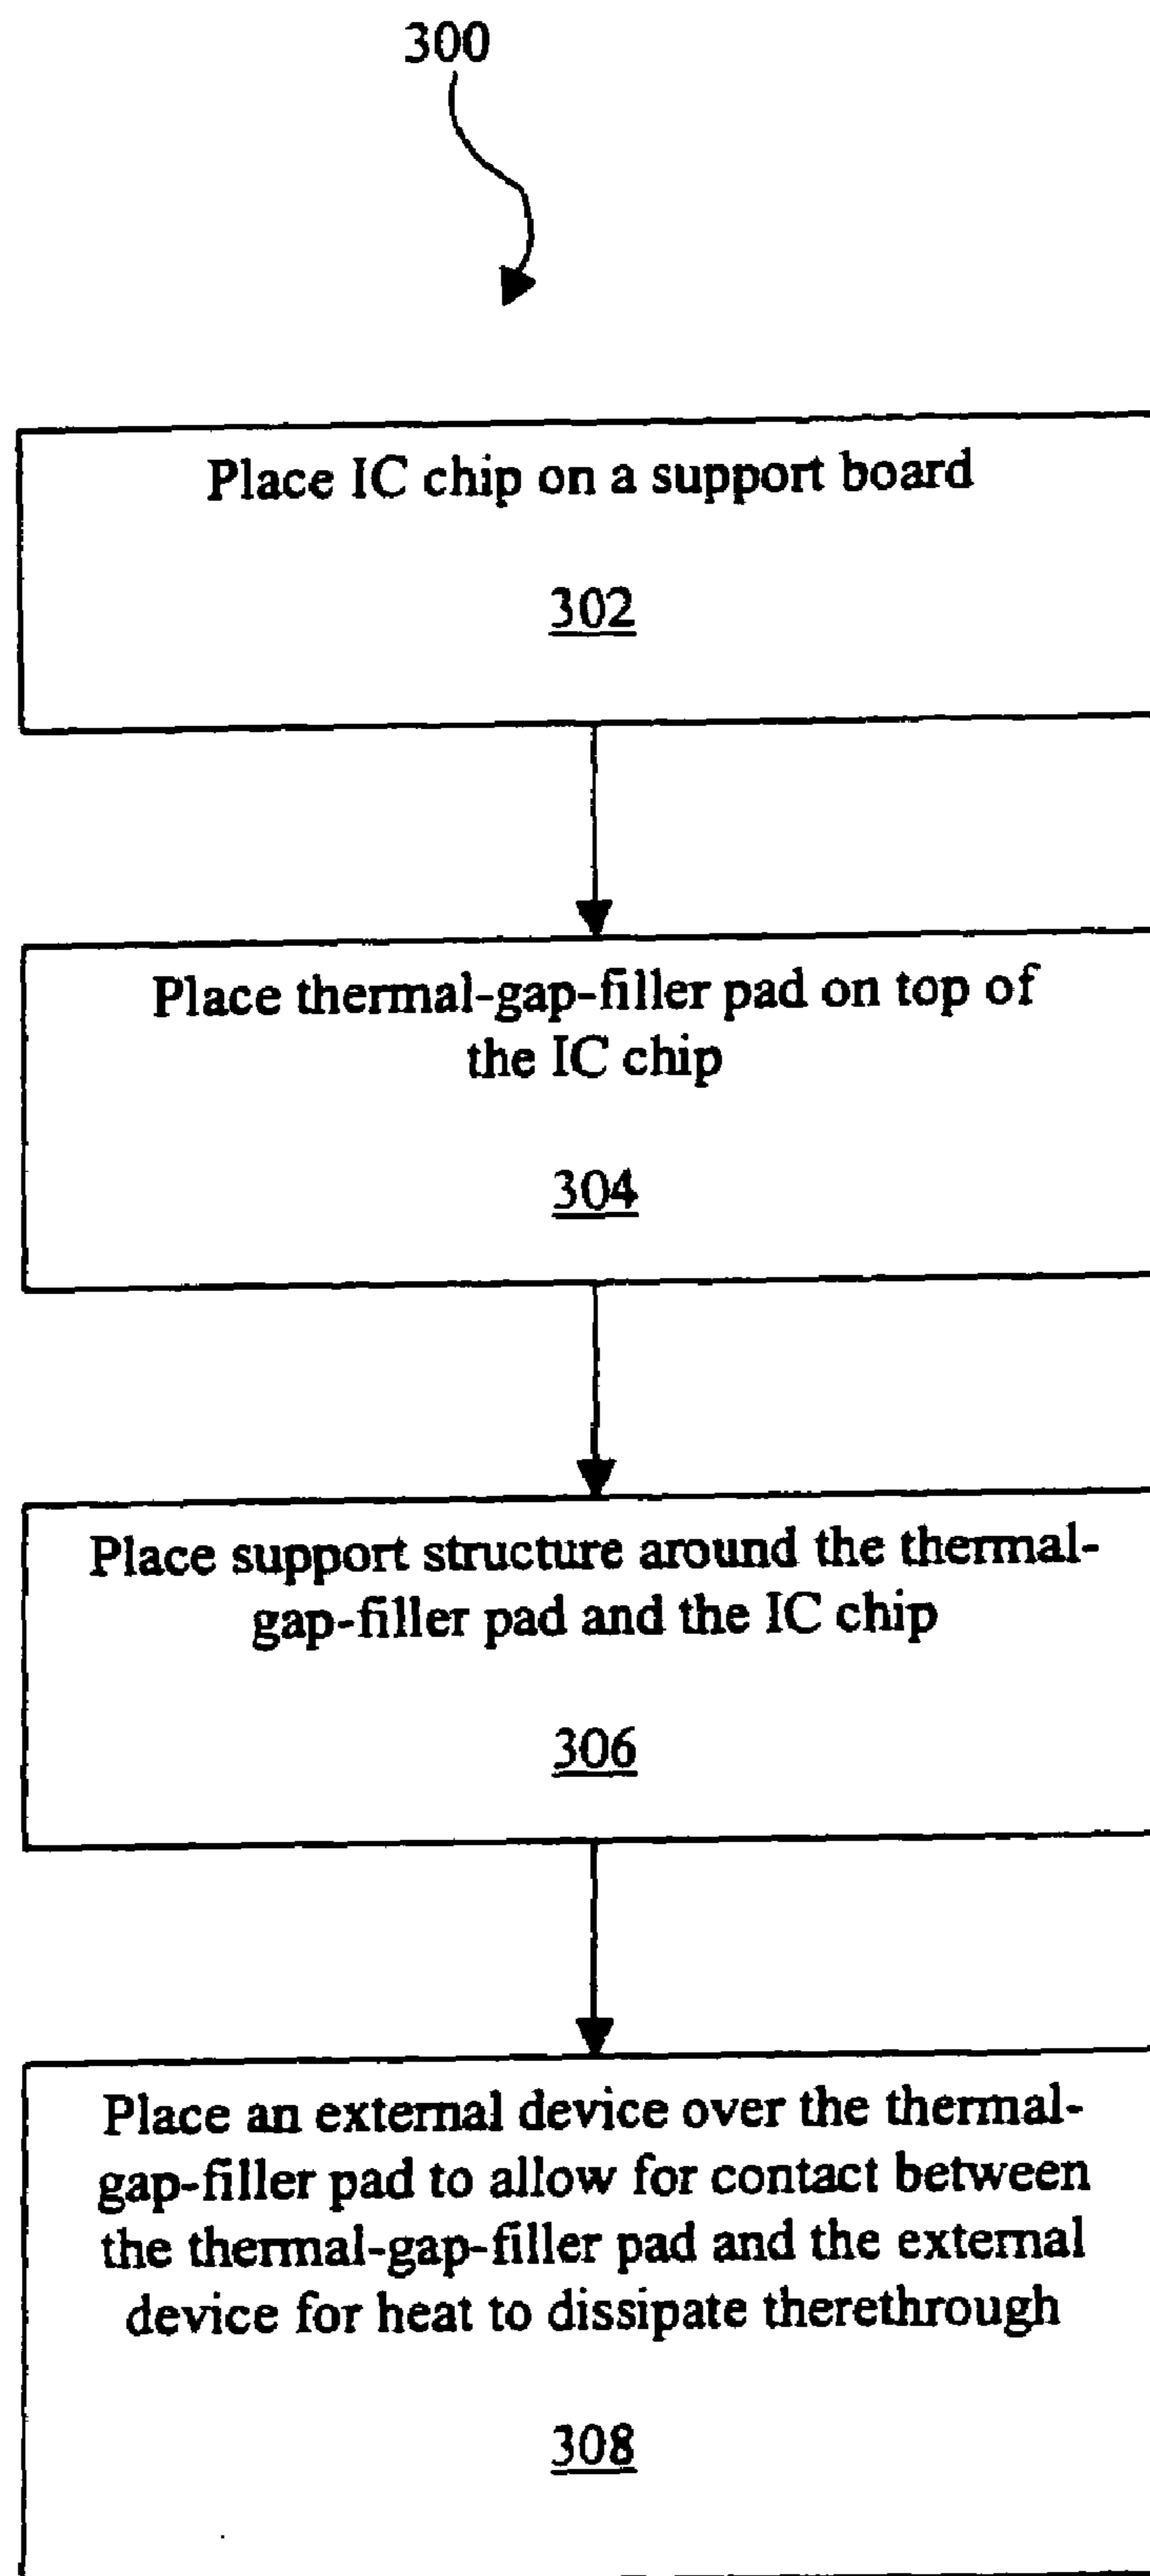 300
Place IC chip on a support board
302
Place thermal-gap-filler pad on top of
the IC chip
304
Place support structure around the thermal-
gap-filler pad and the IC chip
306
Place an external device over the thermal-
gap-filler pad to allow for contact between
the thermal-gap-filler pad and the external
device for heat to dissipate therethrough
308